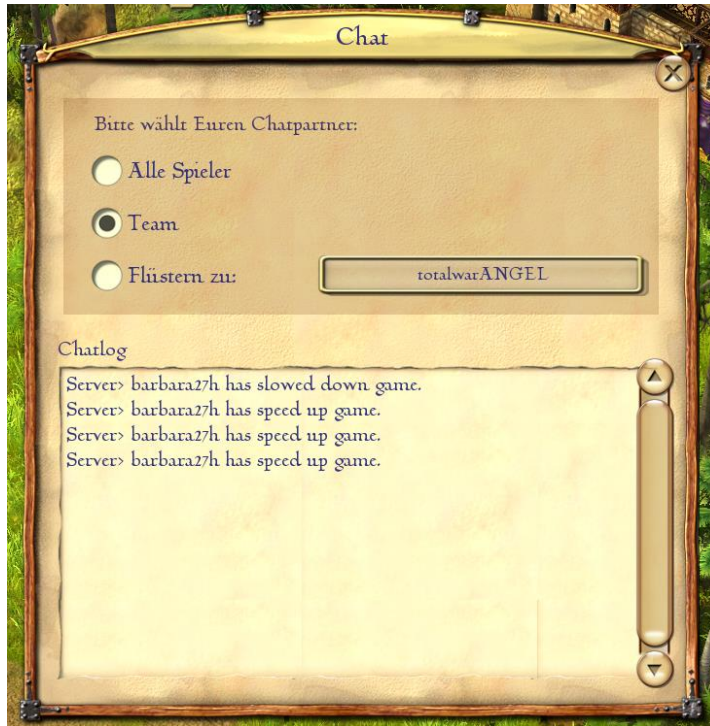 Chat
Bitte wählt Euren Chatpartner:
Alle Spieler
Team
Flüstern zu:
totalwarANGEL
Chatlog
Server> barbara27h has slowed down game.
Server> barbara27h has speed up game.
Server> barbara27h has speed up game.
Server> barbara27h has speed up game.